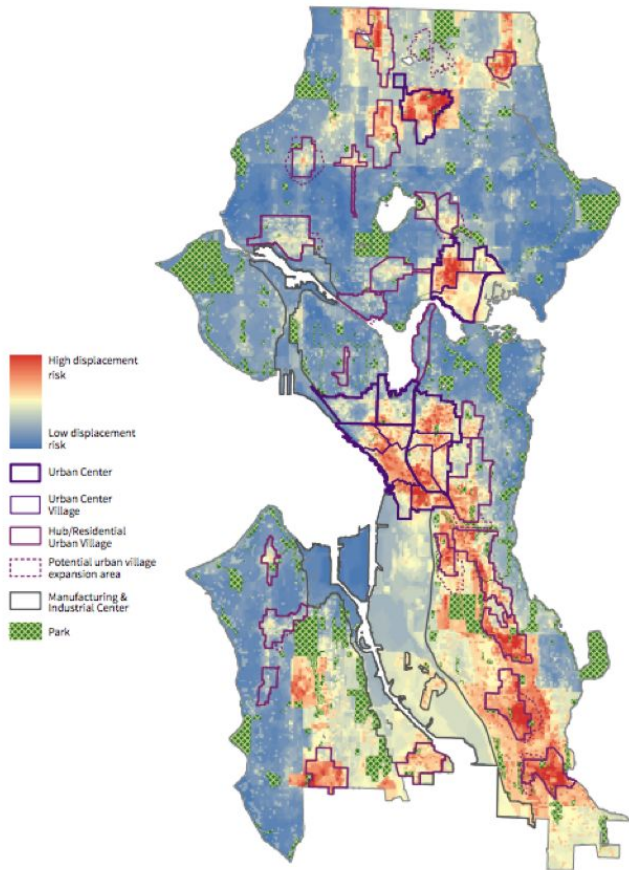 High displacement
risk
Low displacement
risk
Urban Center
Urban Center
Village
Hub/Residential
Urban Village
Potential urban village
expansion area
Manufacturing &
Industrial Center
Park